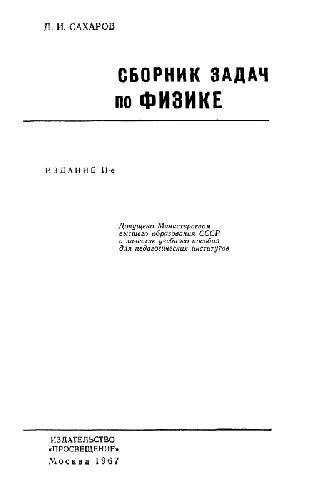 Д. И. САХАРОВ
СБОРНИК ЗАДАЧ
по ФИЗИКЕ
ИЗДАНИЕ 11-е
Допущено Министерством
высшего образования СССР
в качестве учебного пособия
для педагогических институтов
ИЗДАТЕЛЬСТВО
«ПРОСВЕЩЕНИЕ»
Москва 1967